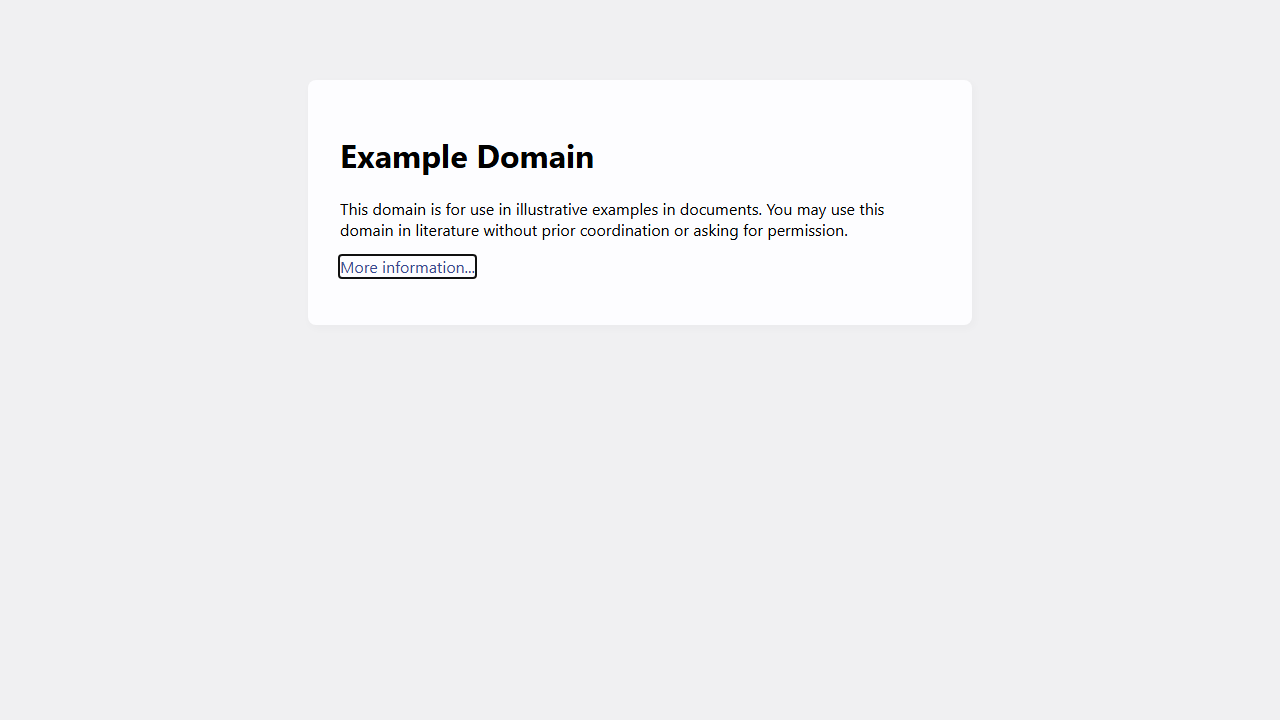 Example Domain
This domain is for use in illustrative examples in documents. You may use this
domain in literature without prior coordination or asking for permission.
More information...